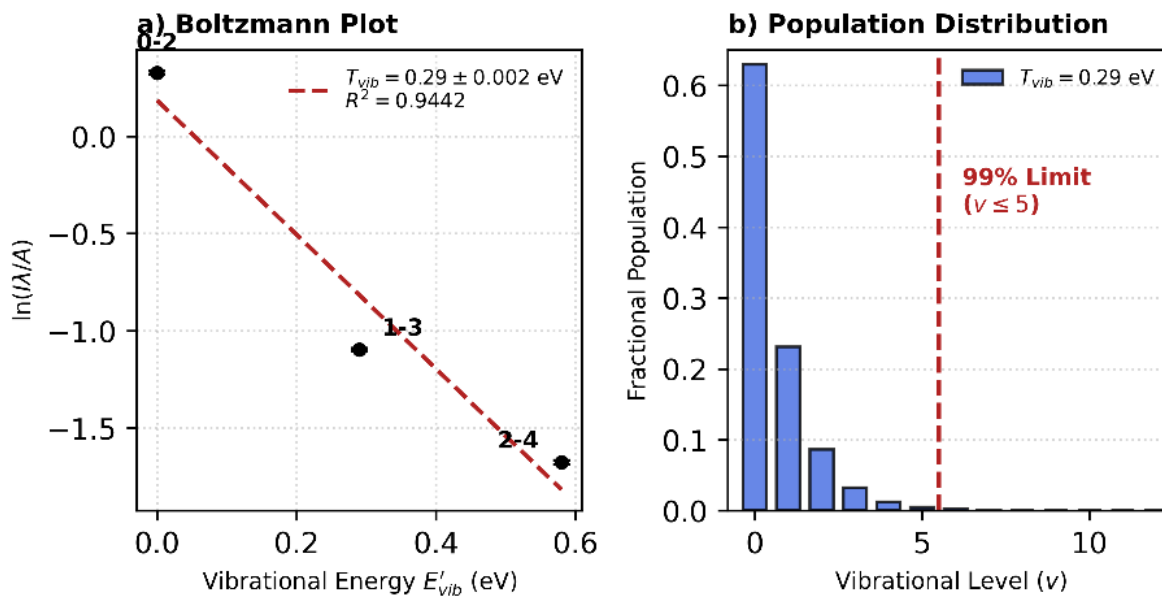 a) Boltzmann Plot
0-2
T_vib = 0.29 ± 0.002 eV
R² = 0.9442
1-3
2-4
0.0
−0.5
−1.0
−1.5
ln(Iλ/A)
0.0 0.2 0.4 0.6
Vibrational Energy E′_vib (eV)
b) Population Distribution
T_vib = 0.29 eV
99% Limit
(v ≤ 5)
0.6
0.5
0.4
0.3
0.2
0.1
0.0
Fractional Population
0 5 10
Vibrational Level (v)